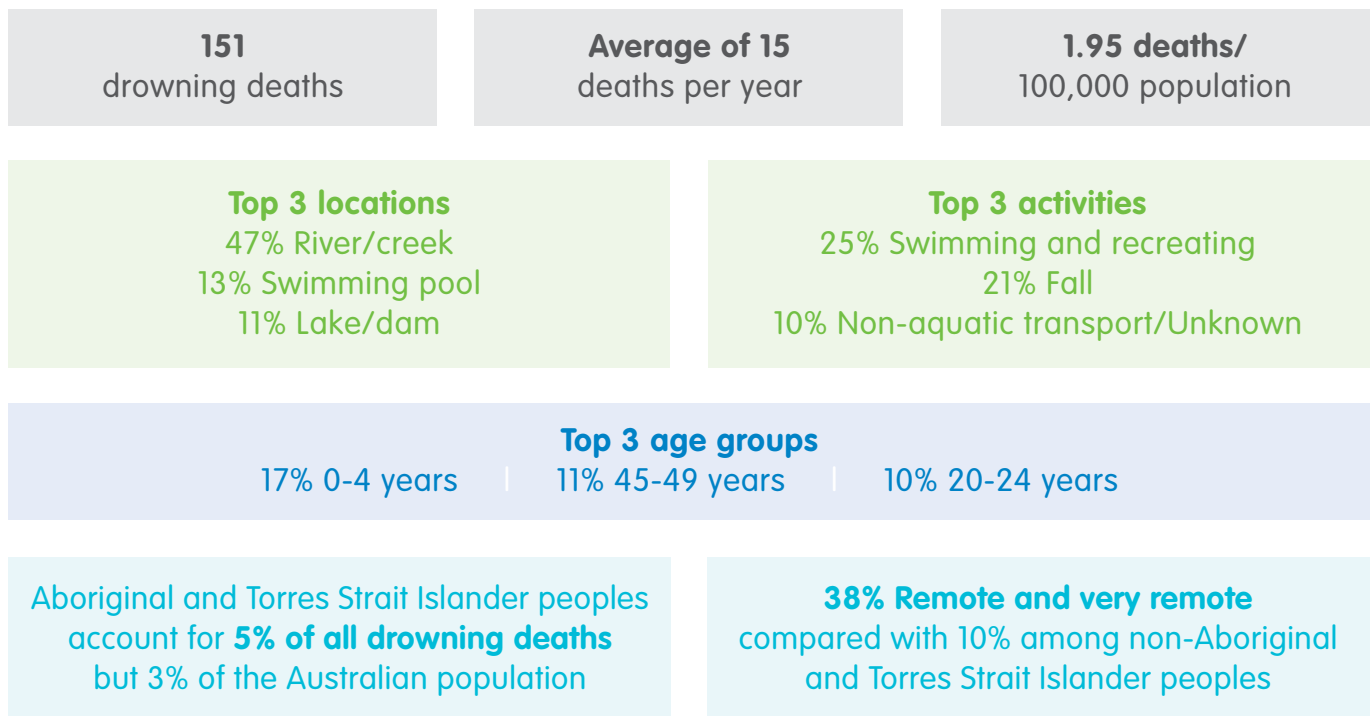 151
drowning deaths
Average of 15
deaths per year
1.95 deaths/
100,000 population
Top 3 locations
47% River/creek
13% Swimming pool
11% Lake/dam
Top 3 activities
25% Swimming and recreating
21% Fall
10% Non-aquatic transport/Unknown
Top 3 age groups
17% 0-4 years
11% 45-49 years
10% 20-24 years
Aboriginal and Torres Strait Islander peoples
account for 5% of all drowning deaths
but 3% of the Australian population
38% Remote and very remote
compared with 10% among non-Aboriginal
and Torres Strait Islander peoples